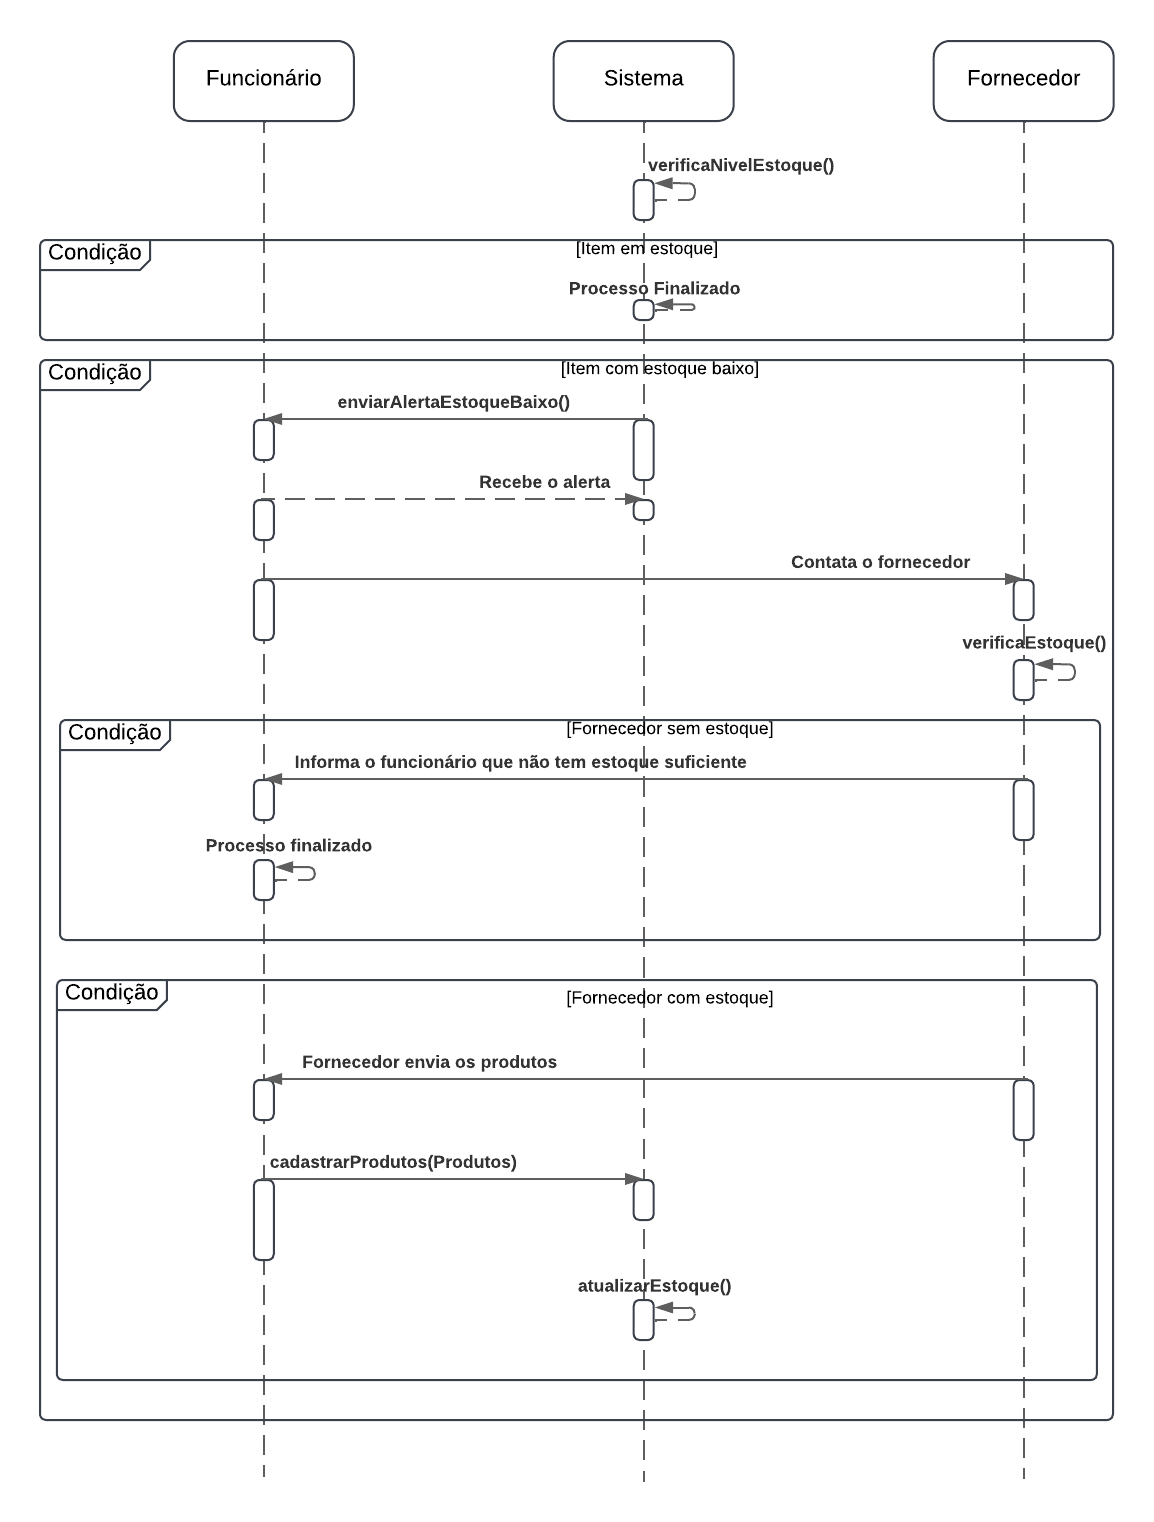 Funcionário
Sistema
Fornecedor
verificaNivelEstoque()
Condição
[Item em estoque]
Processo Finalizado
Condição
[Item com estoque baixo]
enviarAlertaEstoqueBaixo()
Recebe o alerta
Contata o fornecedor
verificaEstoque()
Condição
[Fornecedor sem estoque]
Informa o funcionário que não tem estoque suficiente
Processo finalizado
Condição
[Fornecedor com estoque]
Fornecedor envia os produtos
cadastrarProdutos(Produtos)
atualizarEstoque()